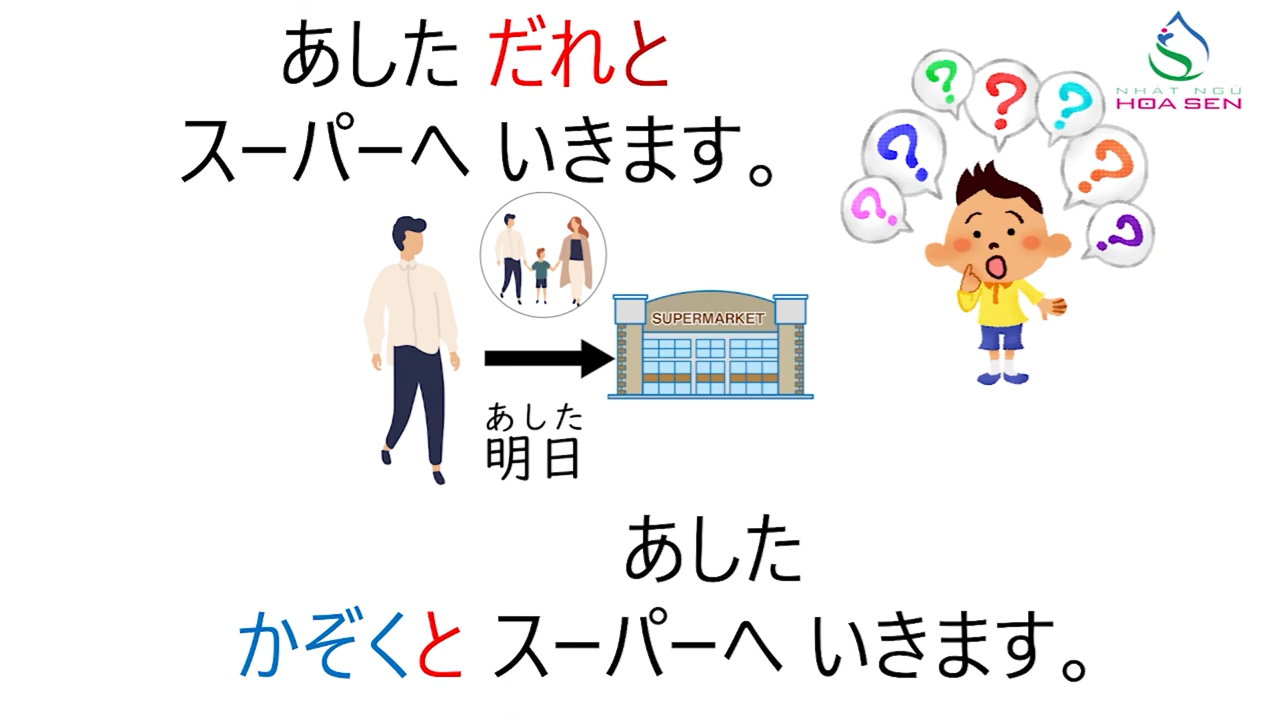 あした だれと
スーパーへ いきます。
NHẬT NGỮ
HOA SEN
SUPERMARKET
あした
明日
あした
かぞくと スーパーへ いきます。